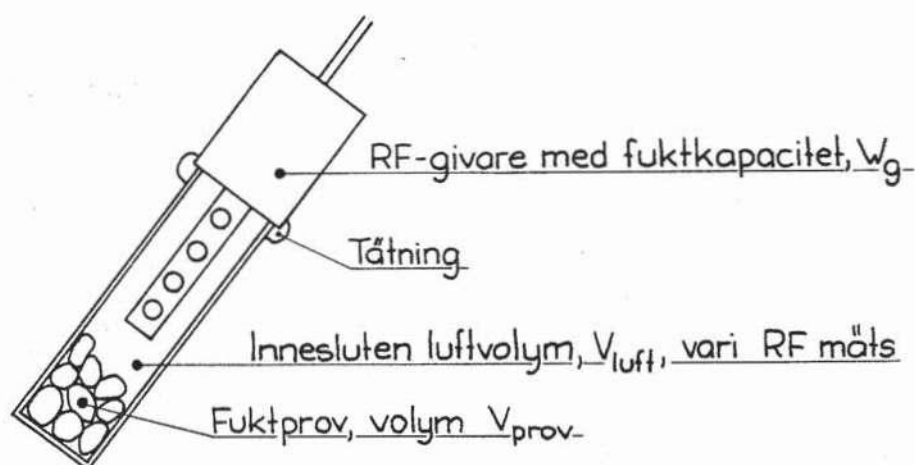 RF-givare med fuktkapacitet, Wg
Tätning
Innesluten luftvolym, Vluft, vari RF mäts
Fuktprov, volym Vprov